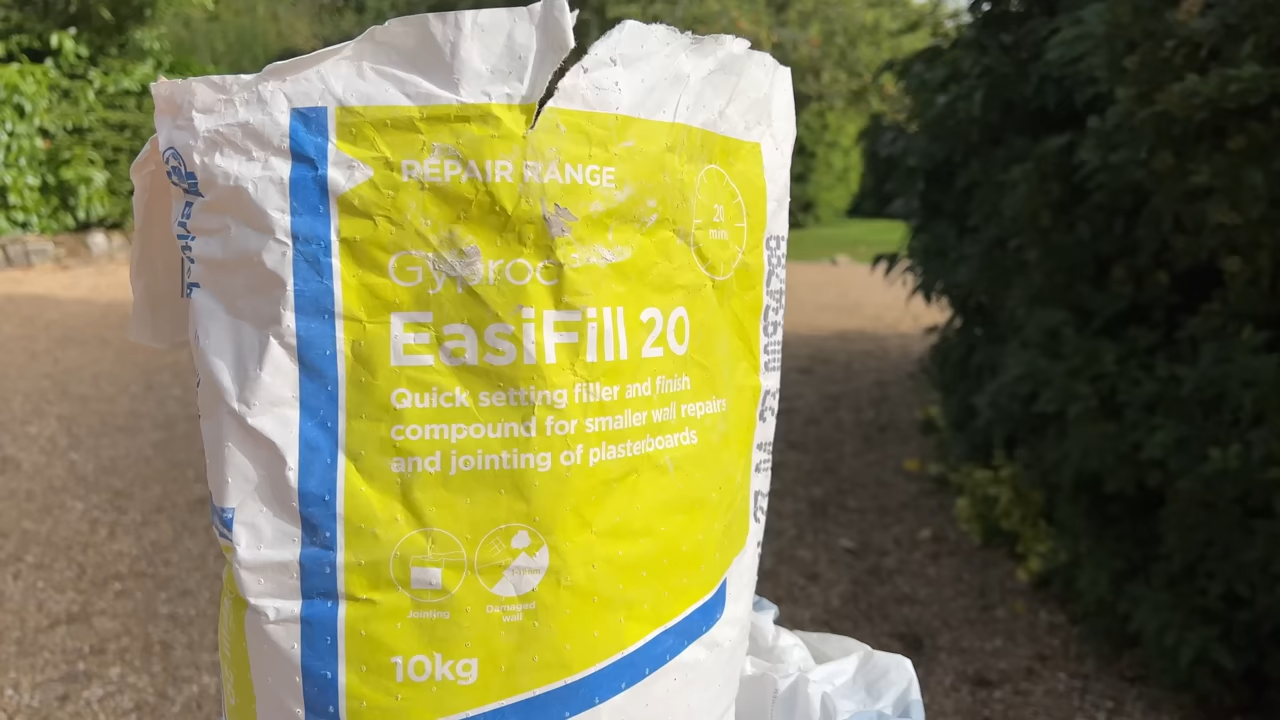 REPAIR RANGE
20
mins
Gyproc
EasiFill 20
Quick setting filler and finish
compound for smaller wall repairs
and jointing of plasterboards
Jointing
Damaged
wall
10kg